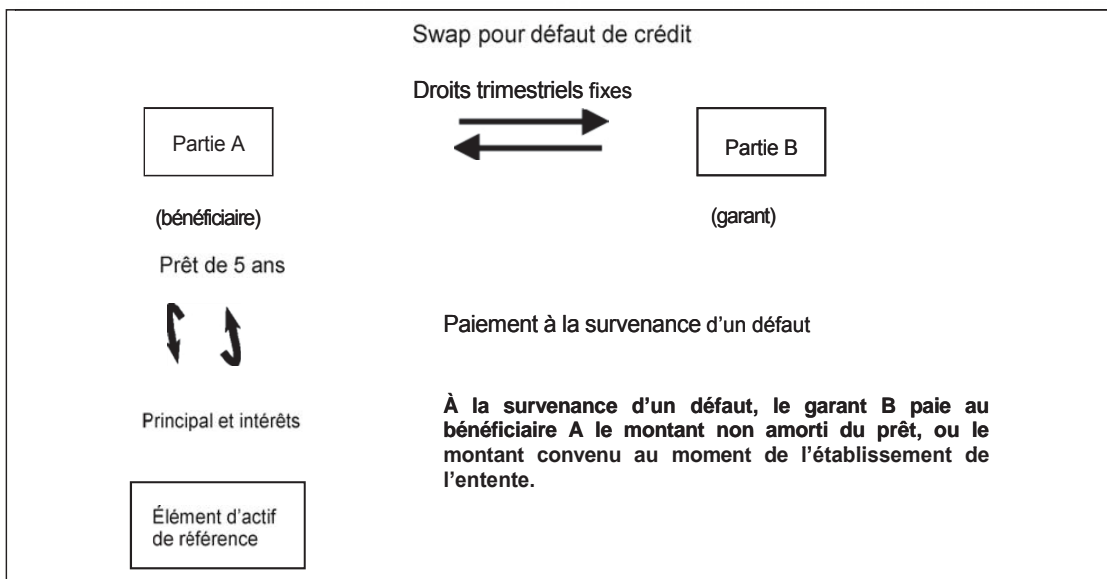 Swap pour défaut de crédit
Droits trimestriels fixes
Partie A
Partie B
(bénéficiaire)
(garant)
Prêt de 5 ans
Paiement à la survenance d'un défaut
Principal et intérêts
À la survenance d'un défaut, le garant B paie au
bénéficiaire A le montant non amorti du prêt, ou le
montant convenu au moment de l'établissement de
l'entente.
Élément d'actif
de référence